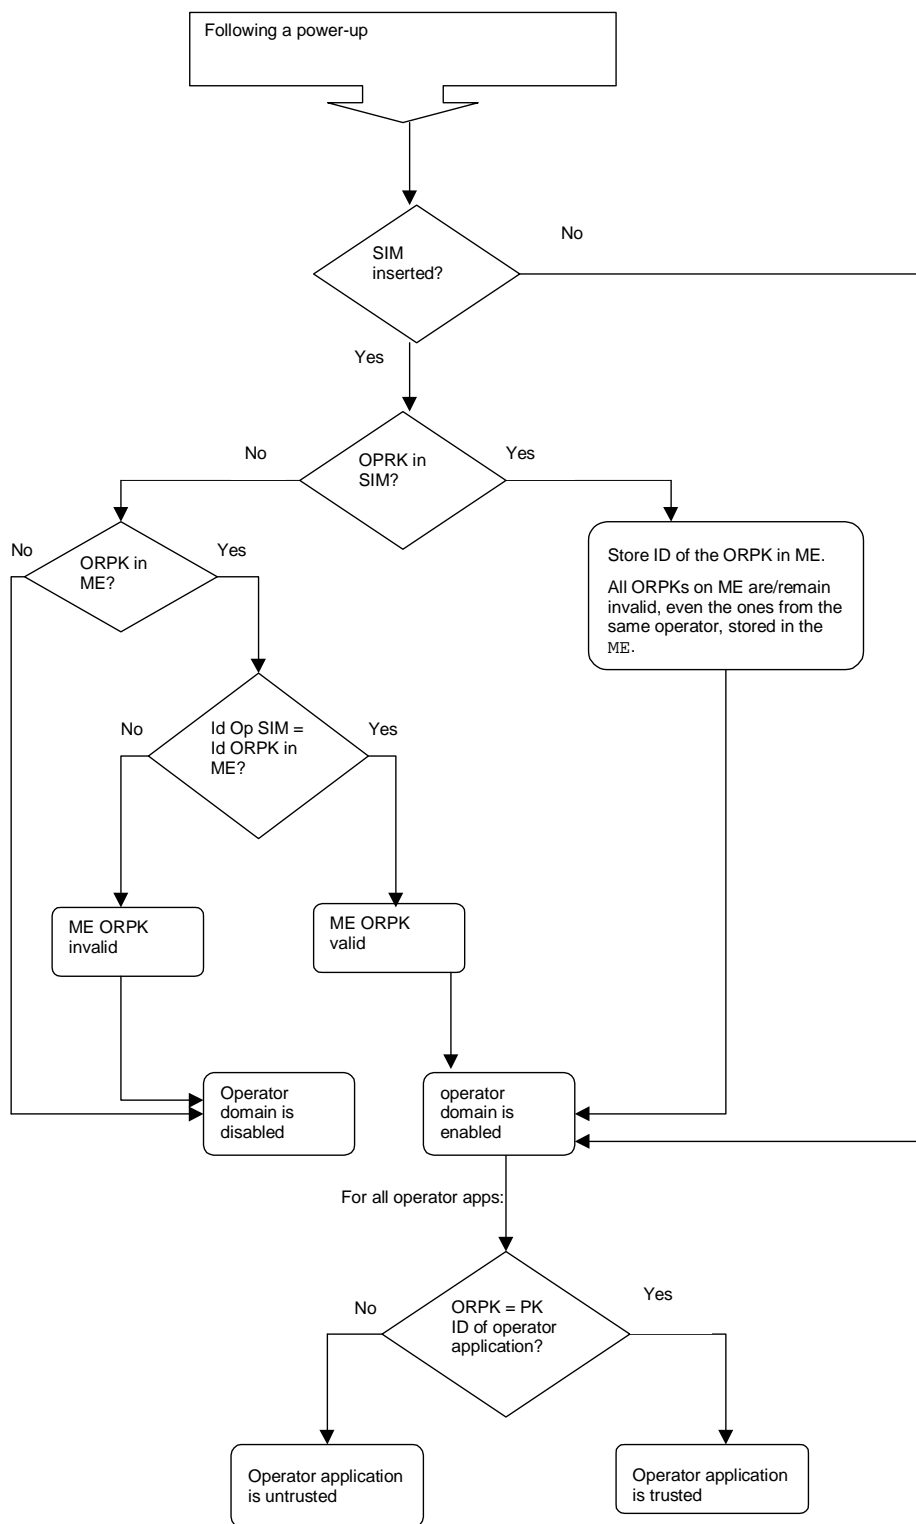 Following a power-up
SIM
inserted?
No
Yes
OPRK in
SIM?
No
Yes
ORPK in
ME?
No
Yes
Store ID of the ORPK in ME.
All ORPKs on ME are/remain
invalid, even the ones from the
same operator, stored in the
ME.
Id Op SIM =
Id ORPK in
ME?
No
Yes
ME ORPK
invalid
ME ORPK
valid
Operator
domain is
disabled
operator
domain is
enabled
For all operator apps:
ORPK = PK
ID of operator
application?
No
Yes
Operator application
is untrusted
Operator application
is trusted